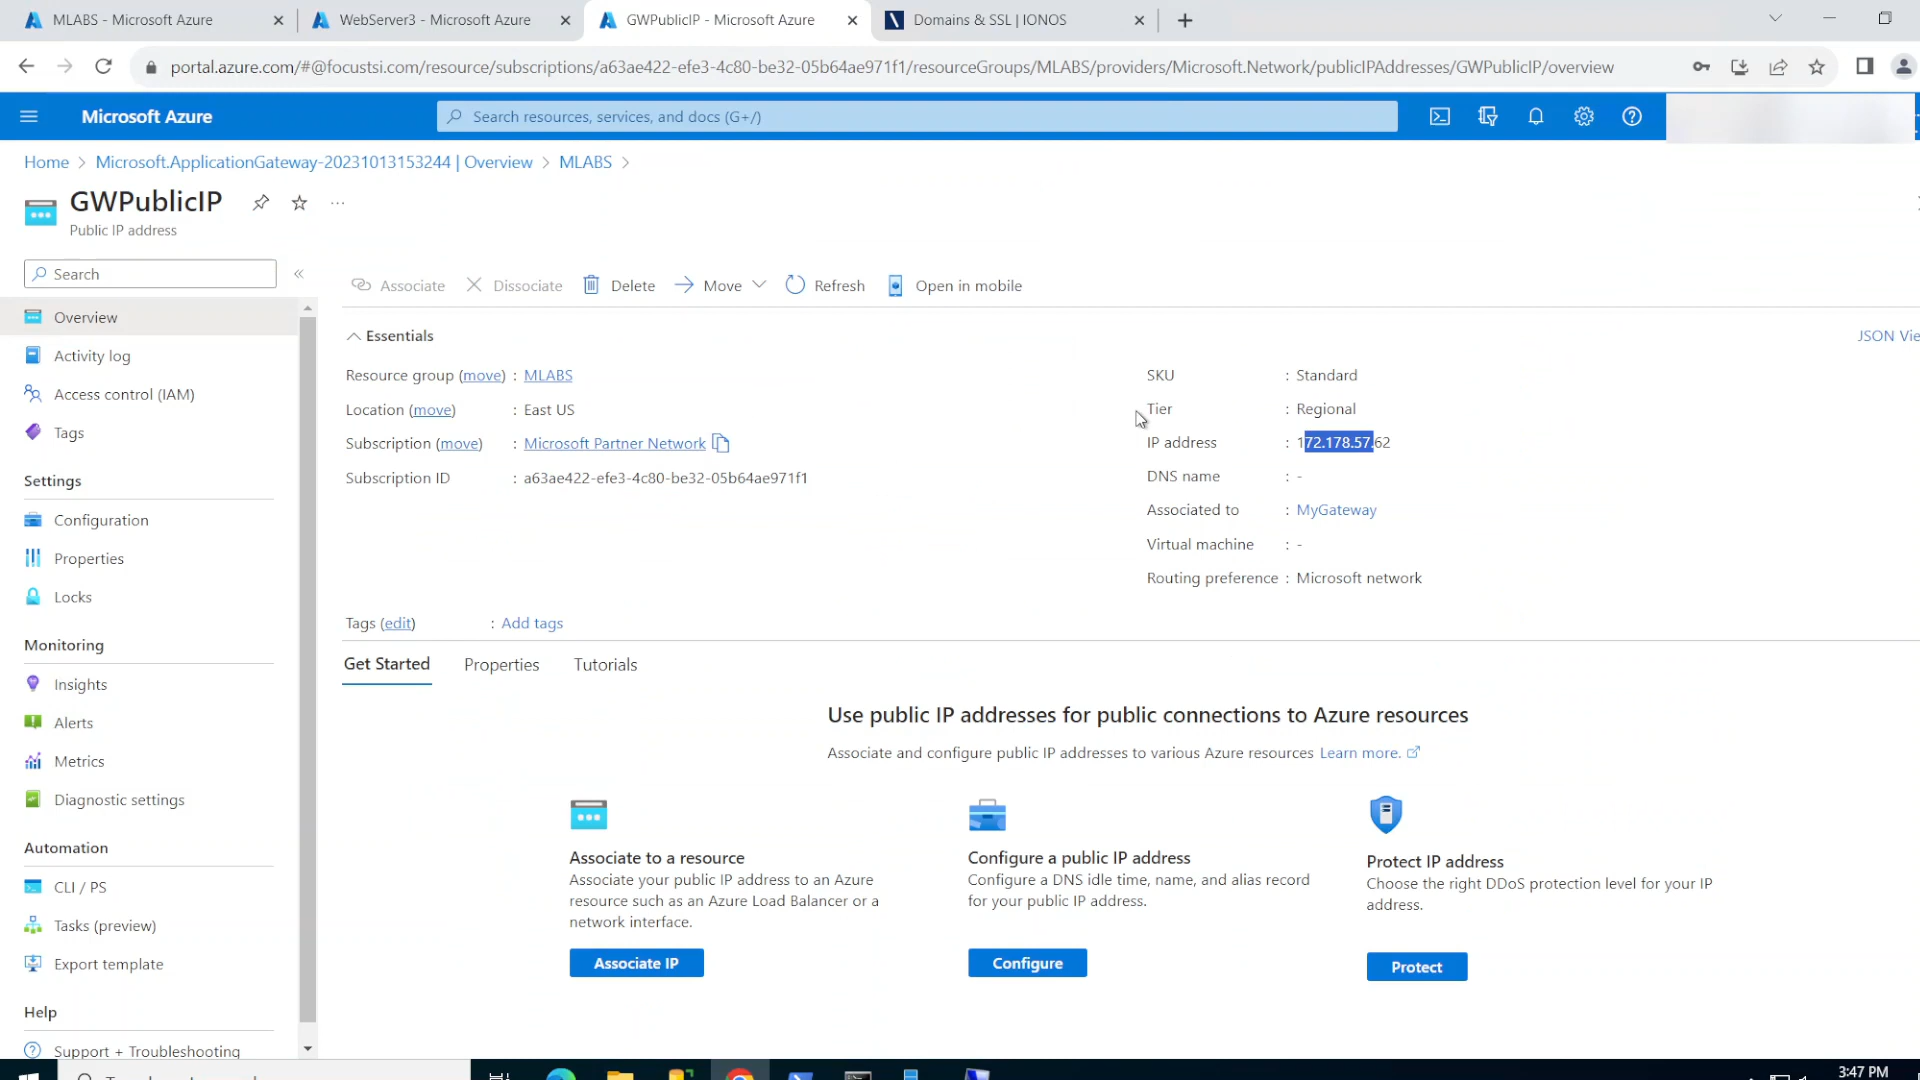 MLABS - Microsoft Azure
WebServer3 - Microsoft Azure
GWPublicIP - Microsoft Azure
Domains & SSL | IONOS
portal.azure.com/#@focustsi.com/resource/subscriptions/a63ae422-efe3-4c80-be32-05b64ae971f1/resourceGroups/MLABS/providers/Microsoft.Network/publicIPAddresses/GWPublicIP/overview
Microsoft Azure
Search resources, services, and docs (G+/)
Home > Microsoft.ApplicationGateway-20231013153244 | Overview > MLABS >
GWPublicIP
Public IP address
Search
Overview
Activity log
Access control (IAM)
Tags
Settings
Configuration
Properties
Locks
Monitoring
Insights
Alerts
Metrics
Diagnostic settings
Automation
CLI / PS
Tasks (preview)
Export template
Help
Support + Troubleshooting
Associate
Dissociate
Delete
Move
Refresh
Open in mobile
Essentials
JSON Vie
Resource group (move) : MLABS
Location (move) : East US
Subscription (move) : Microsoft Partner Network
Subscription ID : a63ae422-efe3-4c80-be32-05b64ae971f1
SKU : Standard
Tier : Regional
IP address : 172.178.57.62
DNS name : -
Associated to : MyGateway
Virtual machine : -
Routing preference : Microsoft network
Tags (edit) : Add tags
Get Started
Properties
Tutorials
Use public IP addresses for public connections to Azure resources
Associate and configure public IP addresses to various Azure resources Learn more.
Associate to a resource
Associate your public IP address to an Azure
resource such as an Azure Load Balancer or a
network interface.
Associate IP
Configure a public IP address
Configure a DNS idle time, name, and alias record
for your public IP address.
Configure
Protect IP address
Choose the right DDoS protection level for your IP
address.
Protect
3:47 PM